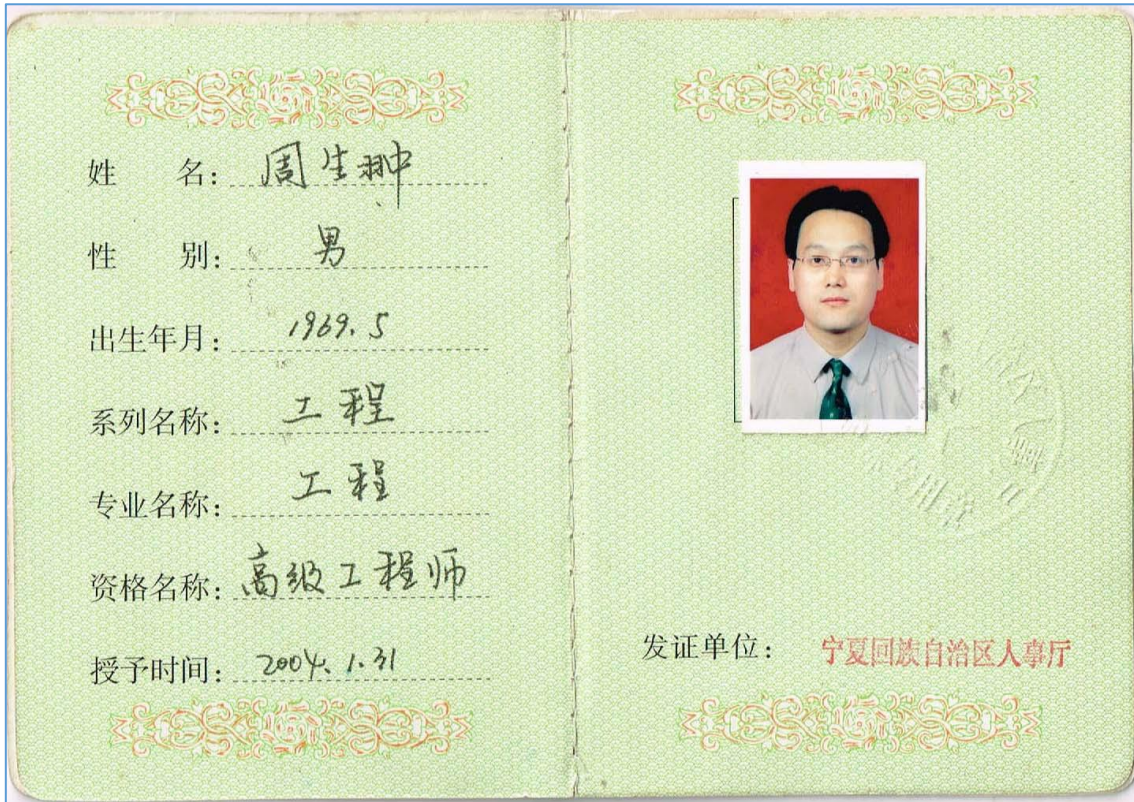 姓 名: 周生翀
性 别: 男
出生年月: 1969.5
系列名称: 工程
专业名称: 工程
资格名称: 高级工程师
授予时间: 2004.1.31
发证单位: 宁夏回族自治区人事厅